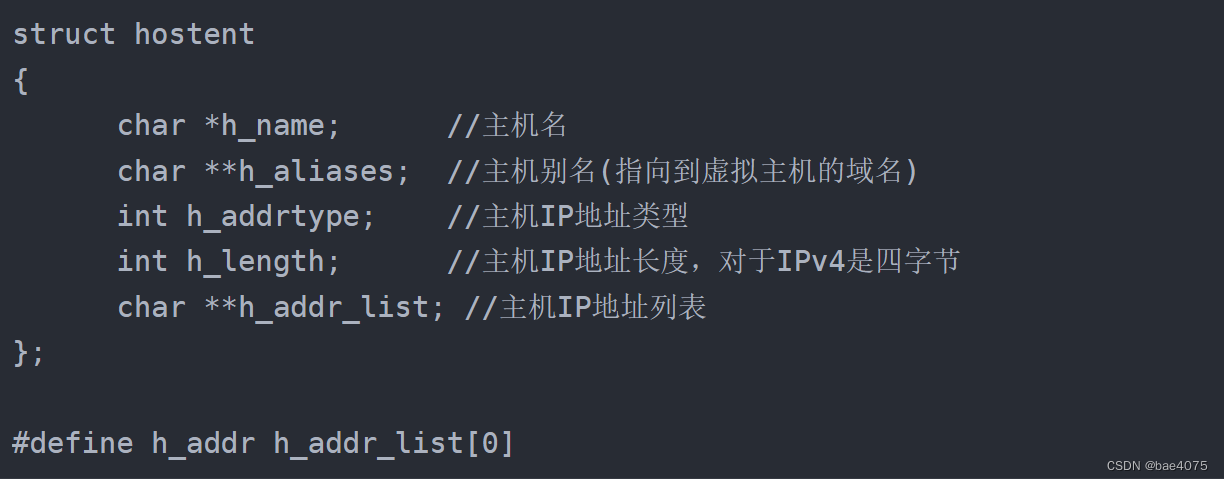 struct hostent
{
char *h_name; //主机名
char **h_aliases; //主机别名(指向到虚拟主机的域名)
int h_addrtype; //主机IP地址类型
int h_length; //主机IP地址长度，对于IPv4是四字节
char **h_addr_list; //主机IP地址列表
};
#define h_addr h_addr_list[0]
CSDN @bae4075